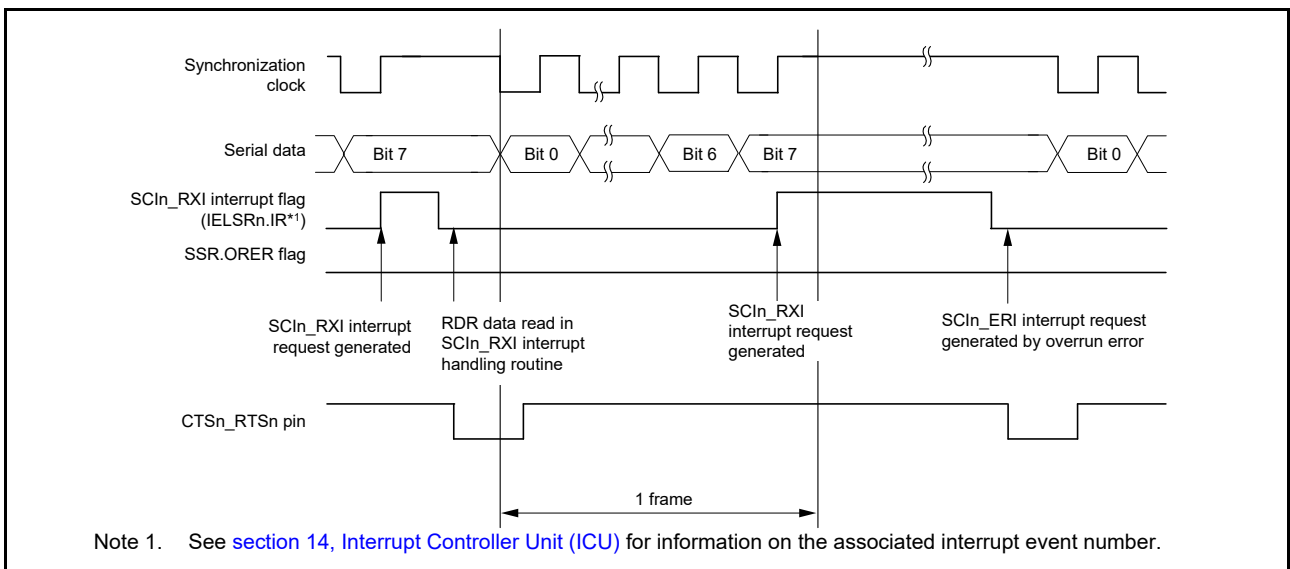 Synchronization
clock
Serial data
Bit 7
Bit 0
Bit 6
Bit 7
Bit 0
SCIn_RXI interrupt flag
(IELSRn.IR*1)
SSR.ORER flag
SCIn_RXI interrupt
request generated
RDR data read in
SCIn_RXI interrupt
handling routine
SCIn_RXI
interrupt request
generated
SCIn_ERI interrupt request
generated by overrun error
CTSn_RTSn pin
1 frame
Note 1. See section 14, Interrupt Controller Unit (ICU) for information on the associated interrupt event number.